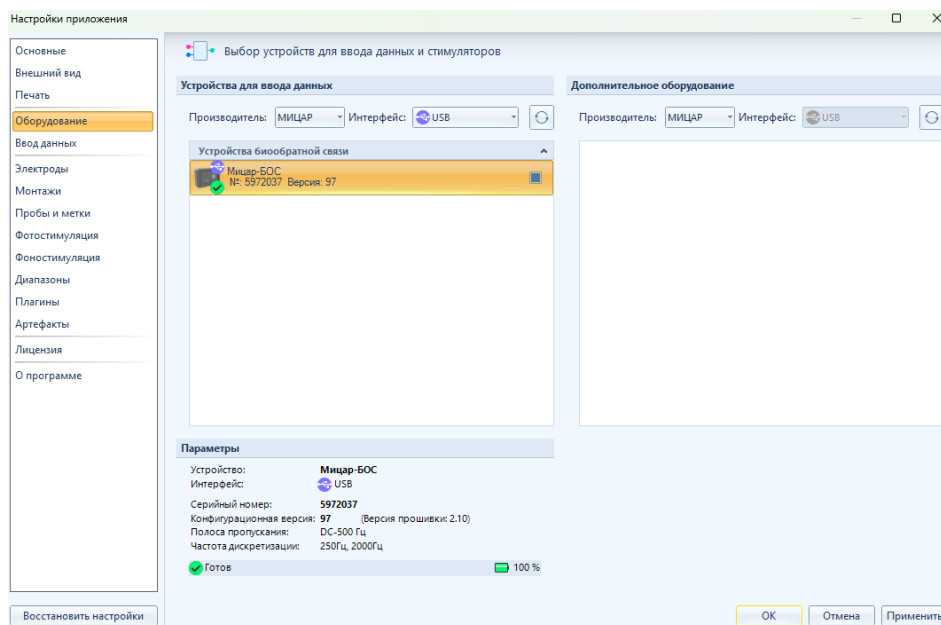 Настройки приложения
Основные
Внешний вид
Печать
Оборудование
Ввод данных
Электроды
Монтажи
Пробы и метки
Фотостимуляция
Фоностимуляция
Диапазоны
Плагины
Артефакты
Лицензия
О программе
Восстановить настройки
Выбор устройств для ввода данных и стимуляторов
Устройства для ввода данных
Производитель: МИЦАР Интерфейс: USB
Устройства биообратной связи
Мицар-БОС
№: 5972037 Версия: 97
Дополнительное оборудование
Производитель: МИЦАР Интерфейс: USB
Параметры
Устройство: Мицар-БОС
Интерфейс: USB
Серийный номер: 5972037
Конфигурационная версия: 97 (Версия прошивки: 2.10)
Полоса пропускания: DC-500 Гц
Частота дискретизации: 250Гц, 2000Гц
Готов 100 %
ОК Отмена Применить